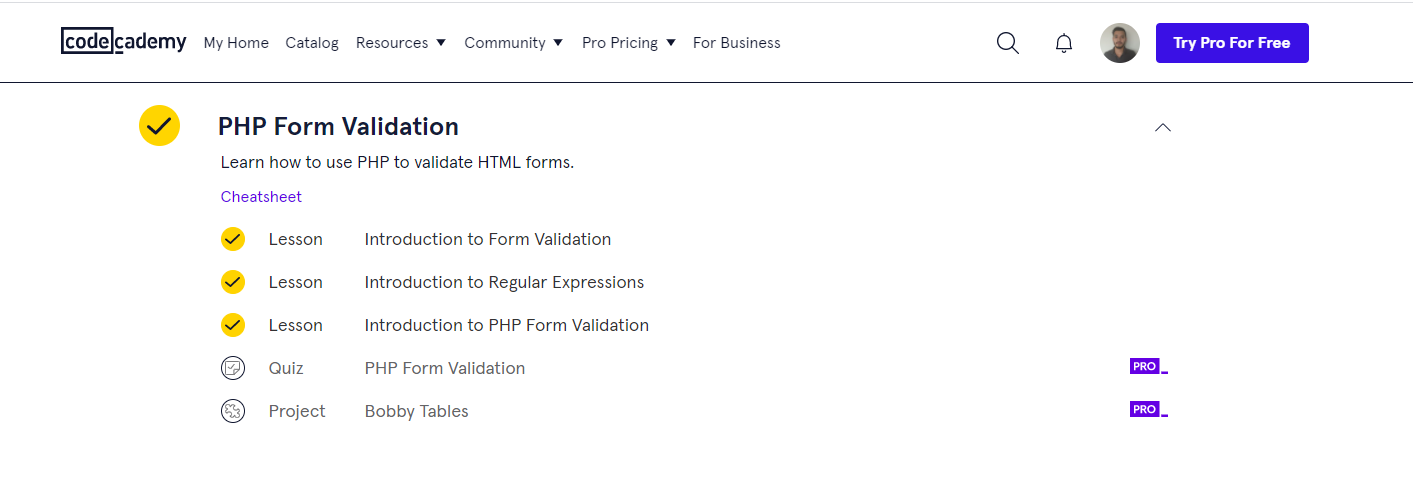 codecademy My Home Catalog Resources Community Pro Pricing For Business Try Pro For Free
PHP Form Validation
Learn how to use PHP to validate HTML forms.
Cheatsheet
Lesson Introduction to Form Validation
Lesson Introduction to Regular Expressions
Lesson Introduction to PHP Form Validation
Quiz PHP Form Validation PRO_
Project Bobby Tables PRO_